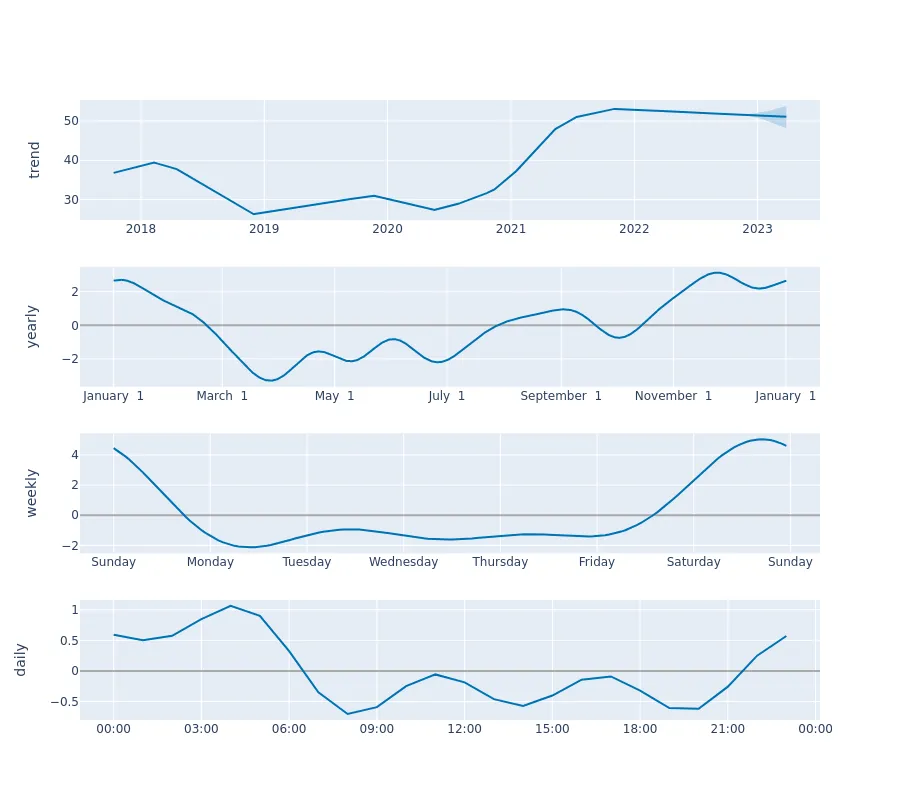 trend
50
40
30
2018 2019 2020 2021 2022 2023
yearly
2
0
−2
January 1 March 1 May 1 July 1 September 1 November 1 January 1
weekly
4
2
0
−2
Sunday Monday Tuesday Wednesday Thursday Friday Saturday Sunday
daily
1
0.5
0
−0.5
00:00 03:00 06:00 09:00 12:00 15:00 18:00 21:00 00:00